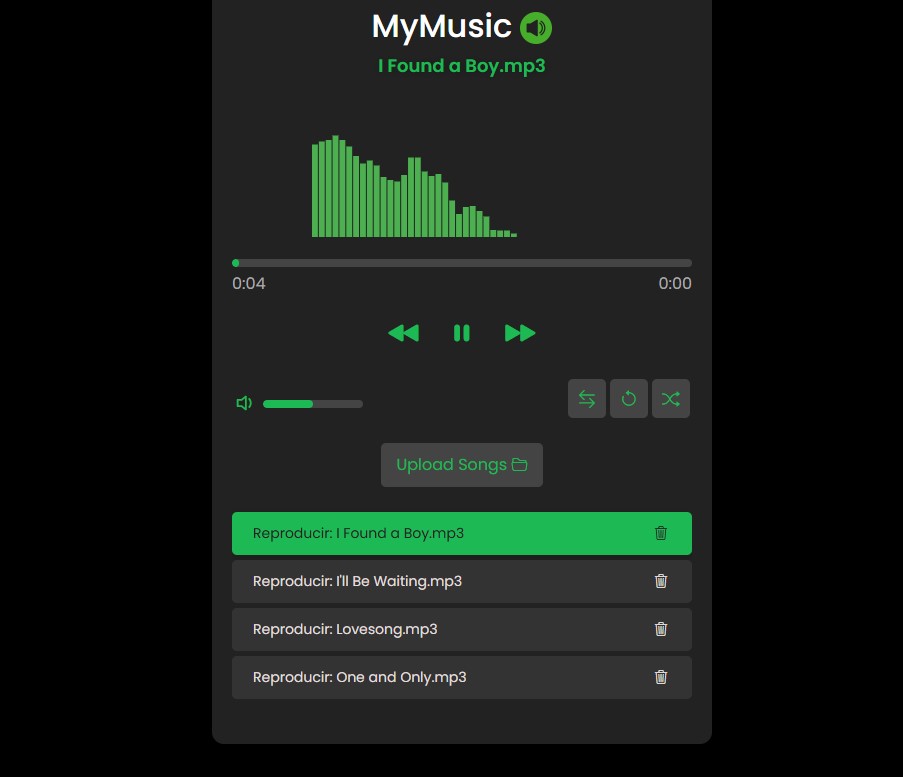 MyMusic
I Found a Boy.mp3
0:04 0:00
Upload Songs
Reproducir: I Found a Boy.mp3
Reproducir: I'll Be Waiting.mp3
Reproducir: Lovesong.mp3
Reproducir: One and Only.mp3